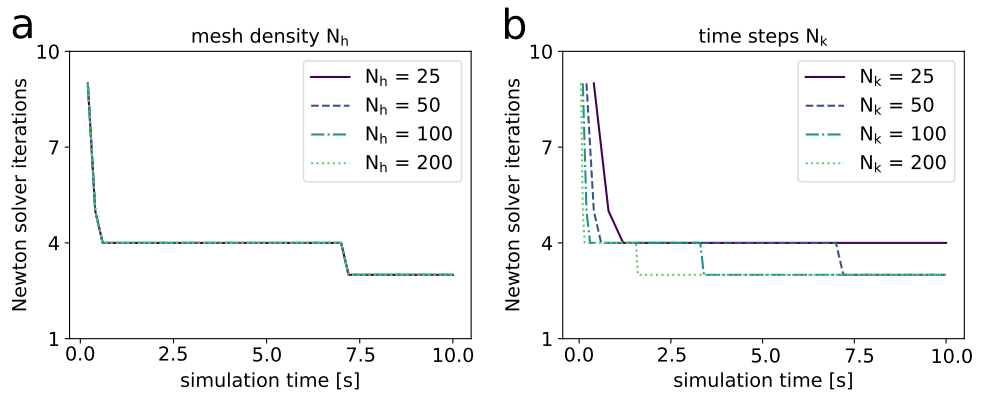 a
mesh density Nₕ
Newton solver iterations
10
7
4
1
Nₕ = 25
Nₕ = 50
Nₕ = 100
Nₕ = 200
0.0 2.5 5.0 7.5 10.0
simulation time [s]
b
time steps Nₖ
Newton solver iterations
10
7
4
1
Nₖ = 25
Nₖ = 50
Nₖ = 100
Nₖ = 200
0.0 2.5 5.0 7.5 10.0
simulation time [s]